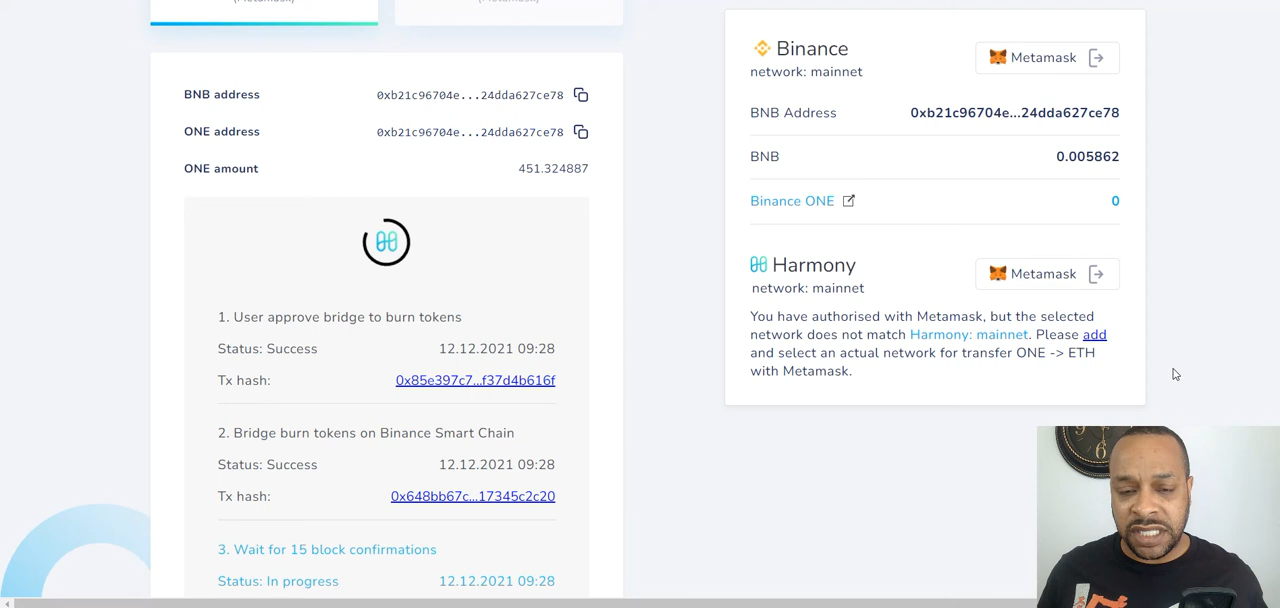 BNB address 0xb21c96704e...24dda627ce78
ONE address 0xb21c96704e...24dda627ce78
ONE amount 451.324887
1. User approve bridge to burn tokens
Status: Success 12.12.2021 09:28
Tx hash: 0x85e397c7...f37d4b616f
2. Bridge burn tokens on Binance Smart Chain
Status: Success 12.12.2021 09:28
Tx hash: 0x648bb67c...17345c2c20
3. Wait for 15 block confirmations
Status: In progress 12.12.2021 09:28
Binance
network: mainnet
Metamask
BNB Address 0xb21c96704e...24dda627ce78
BNB 0.005862
Binance ONE 0
Harmony
network: mainnet
Metamask
You have authorised with Metamask, but the selected
network does not match Harmony: mainnet. Please add
and select an actual network for transfer ONE -> ETH
with Metamask.